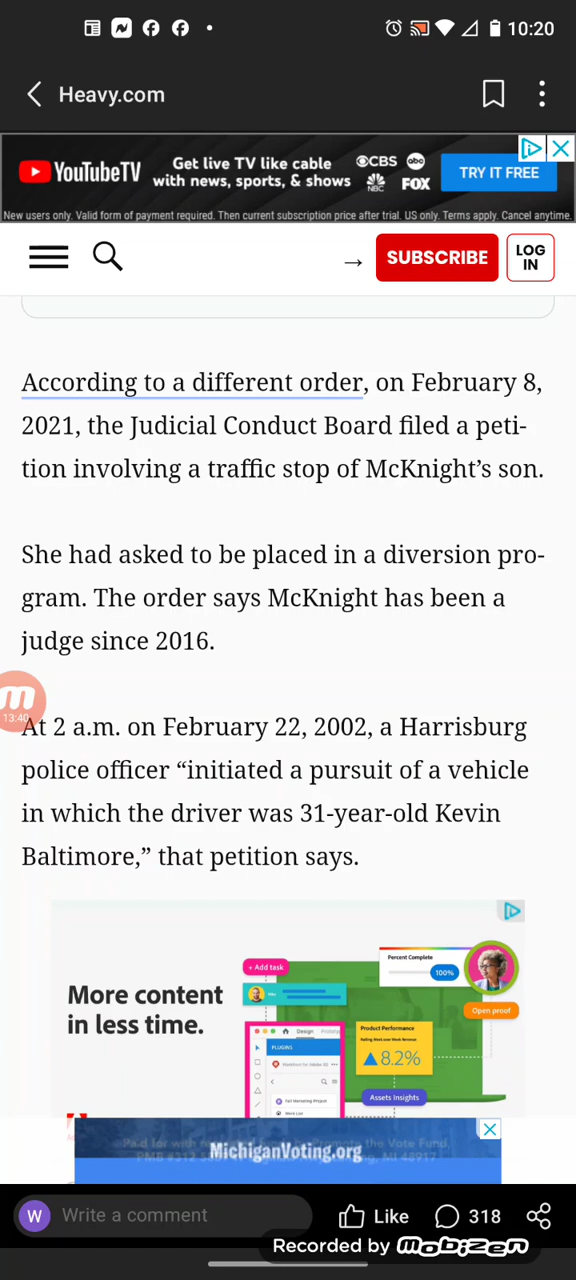 10:20
Heavy.com
YouTubeTV
Get live TV like cable
with news, sports, & shows
CBS abc
NBC FOX
TRY IT FREE
New users only. Valid form of payment required. Then current subscription price after trial. US only. Terms apply. Cancel anytime.
→ SUBSCRIBE
LOG
IN
According to a different order, on February 8,
2021, the Judicial Conduct Board filed a peti-
tion involving a traffic stop of McKnight’s son.
She had asked to be placed in a diversion pro-
gram. The order says McKnight has been a
judge since 2016.
13:40
At 2 a.m. on February 22, 2002, a Harrisburg
police officer “initiated a pursuit of a vehicle
in which the driver was 31-year-old Kevin
Baltimore,” that petition says.
More content
in less time.
+ Add task
Percent Complete
100%
Open proof
Design
PLUGINS
Product Performance
8.2%
Assets Insights
MichiganVoting.org
W Write a comment
Like
318
Recorded by mobizen